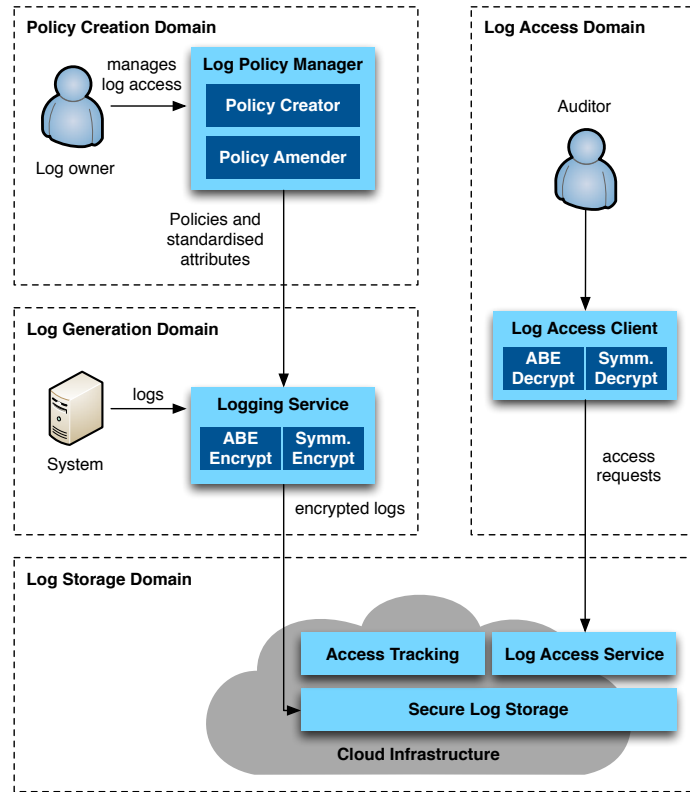 Policy Creation Domain
manages
log access
Log owner
Log Policy Manager
Policy Creator
Policy Amender
Policies and
standardised
attributes
Log Access Domain
Auditor
Log Access Client
ABE
Decrypt
Symm.
Decrypt
access
requests
Log Generation Domain
System
logs
Logging Service
ABE
Encrypt
Symm.
Encrypt
encrypted logs
Log Storage Domain
Access Tracking
Log Access Service
Secure Log Storage
Cloud Infrastructure